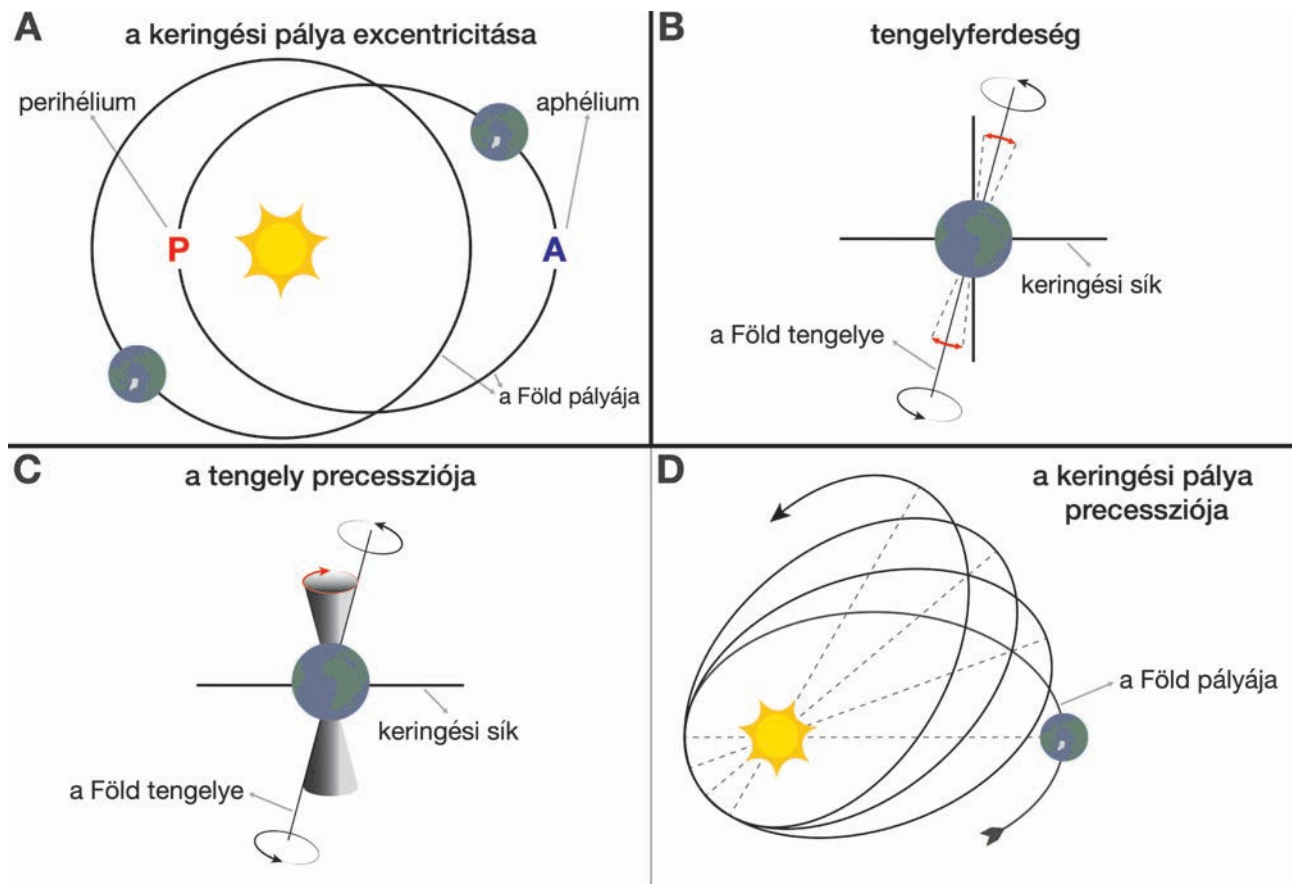 A
a keringési pálya excentricitása
perihélium
aphélium
P
A
a Föld pályája
B
tengelyferdeség
keringési sík
a Föld tengelye
C
a tengely precessziója
keringési sík
a Föld tengelye
D
a keringési pálya
precessziója
a Föld pályája